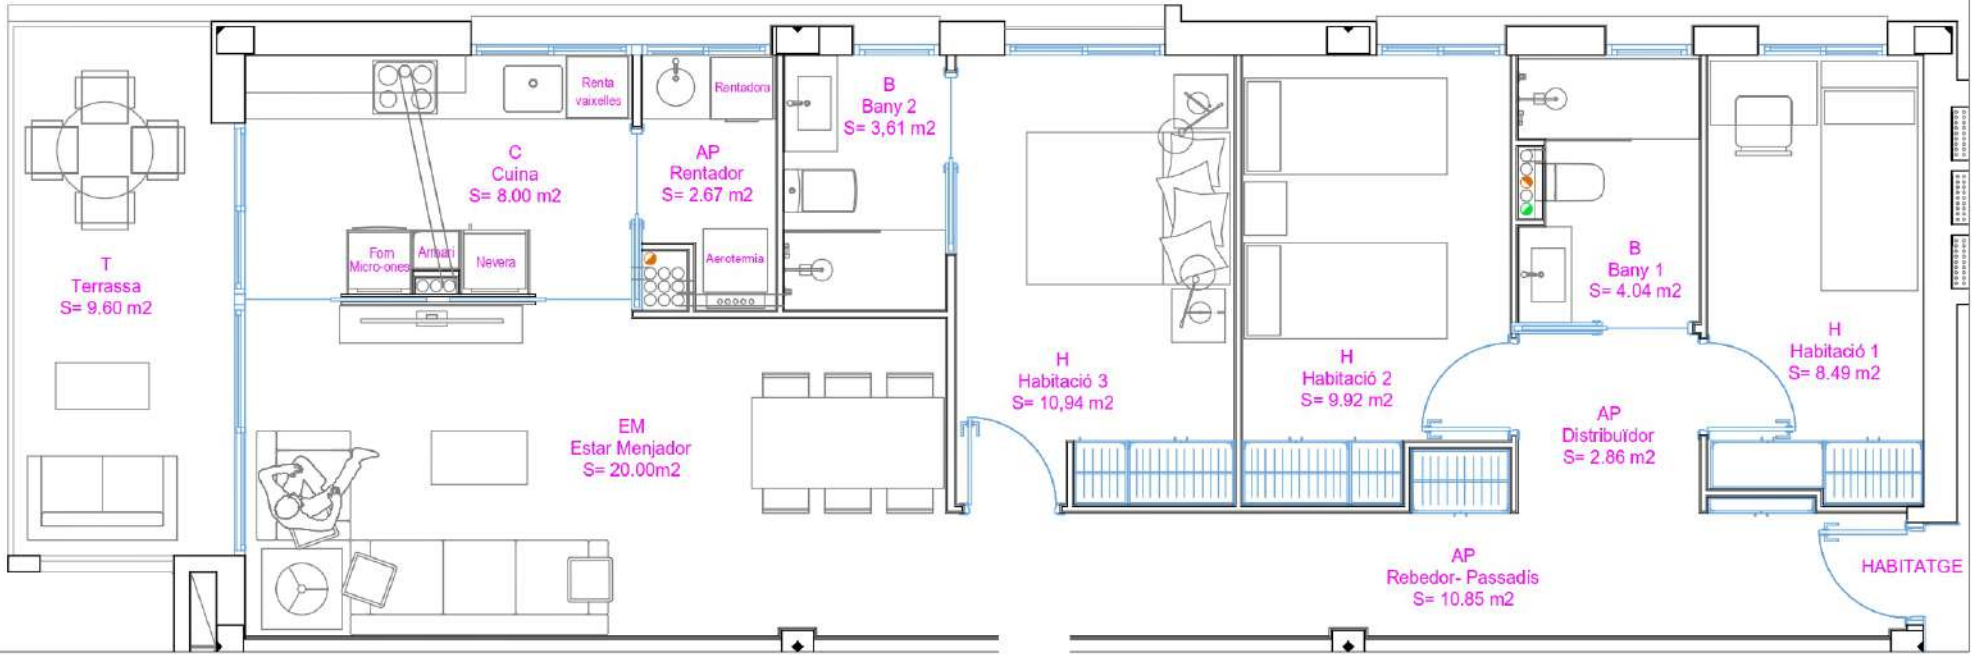 T
Terrassa
S= 9.60 m2
C
Cuina
S= 8.00 m2
Renta
vaixelles
Forn
Micro-ones
Armari
Nevera
Rentadora
AP
Rentador
S= 2.67 m2
Aerotermia
B
Bany 2
S= 3,61 m2
EM
Estar Menjador
S= 20.00m2
H
Habitació 3
S= 10,94 m2
H
Habitació 2
S= 9.92 m2
B
Bany 1
S= 4.04 m2
H
Habitació 1
S= 8.49 m2
AP
Distribuïdor
S= 2.86 m2
AP
Rebedor- Passadís
S= 10.85 m2
HABITATGE